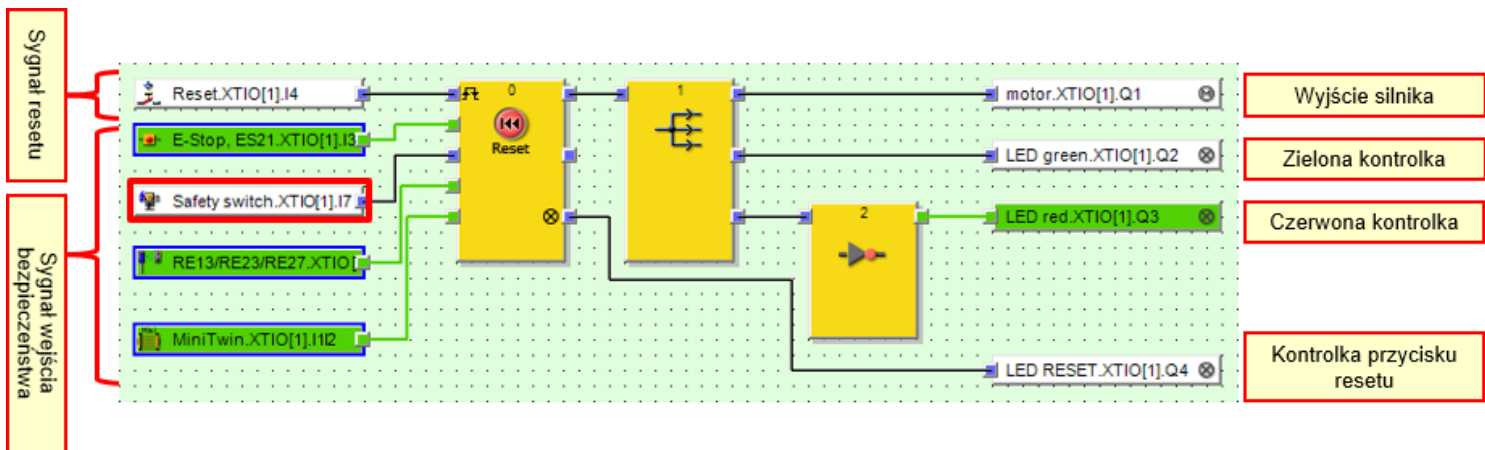 Sygnał resetu
Sygnał wejścia
bezpieczeństwa
Reset.XTIO[1].I4
E-Stop, ES21.XTIO[1].I3
Safety switch.XTIO[1].I7
RE13/RE23/RE27.XTIO[
MiniTwin.XTIO[1].I1I2
0
Reset
1
2
motor.XTIO[1].Q1
LED green.XTIO[1].Q2
LED red.XTIO[1].Q3
LED RESET.XTIO[1].Q4
Wyjście silnika
Zielona kontrolka
Czerwona kontrolka
Kontrolka przycisku
resetu